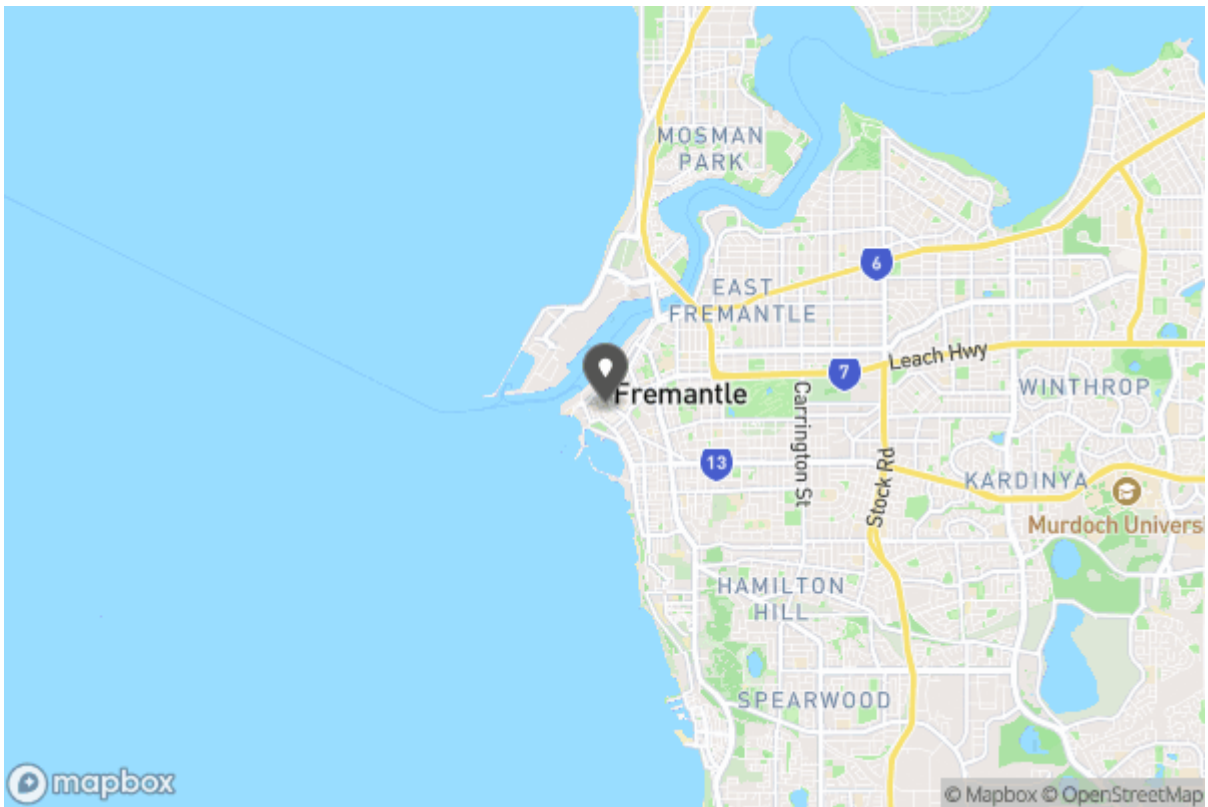 MOSMAN
PARK
6
EAST
FREMANTLE
Leach Hwy
7
Fremantle
WINTHROP
Carrington St
13
KARDINYA
Stock Rd
Murdoch Universi
HAMILTON
HILL
SPEARWOOD
mapbox
© Mapbox © OpenStreetMap